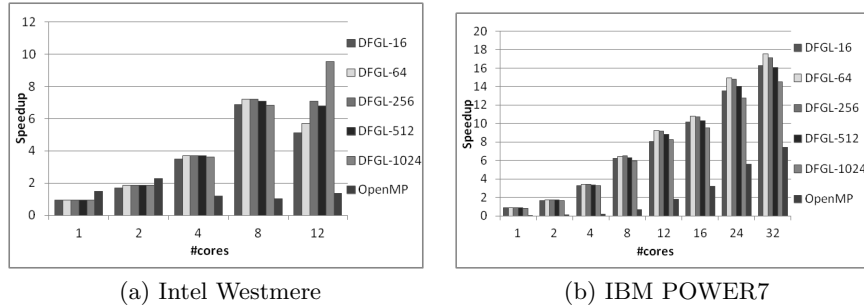 12
10
8
6
4
2
0
Speedup
1 2 4 8 12
#cores
DFGL-16
DFGL-64
DFGL-256
DFGL-512
DFGL-1024
OpenMP
(a) Intel Westmere
20
18
16
14
12
10
8
6
4
2
0
Speedup
1 2 4 8 12 16 24 32
#cores
DFGL-16
DFGL-64
DFGL-256
DFGL-512
DFGL-1024
OpenMP
(b) IBM POWER7